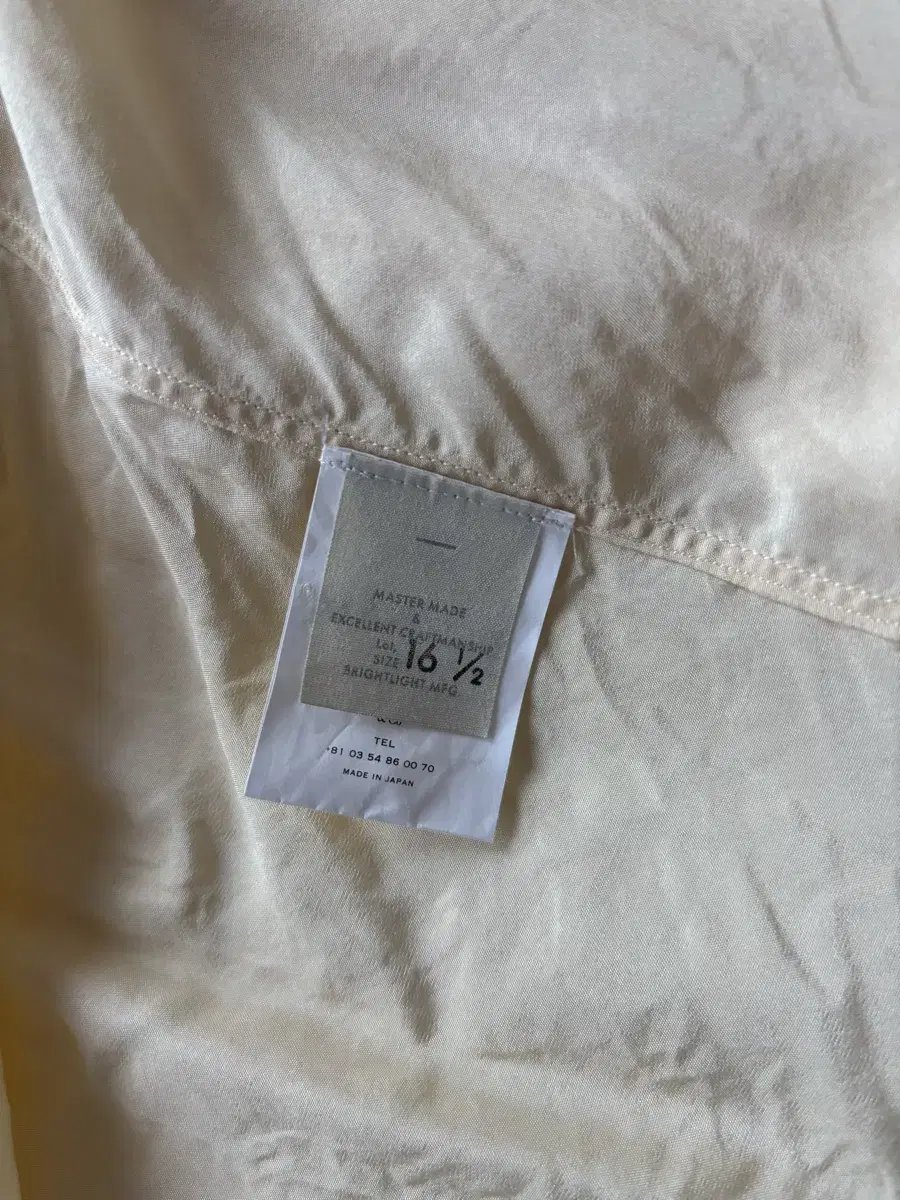 MASTER MADE
&
EXCELLENT CRAFTMANSHIP
Lot,
SIZE 16 ½
BRIGHTLIGHT MFG.
& Co
TEL
+81 03 54 86 00 70
MADE IN JAPAN